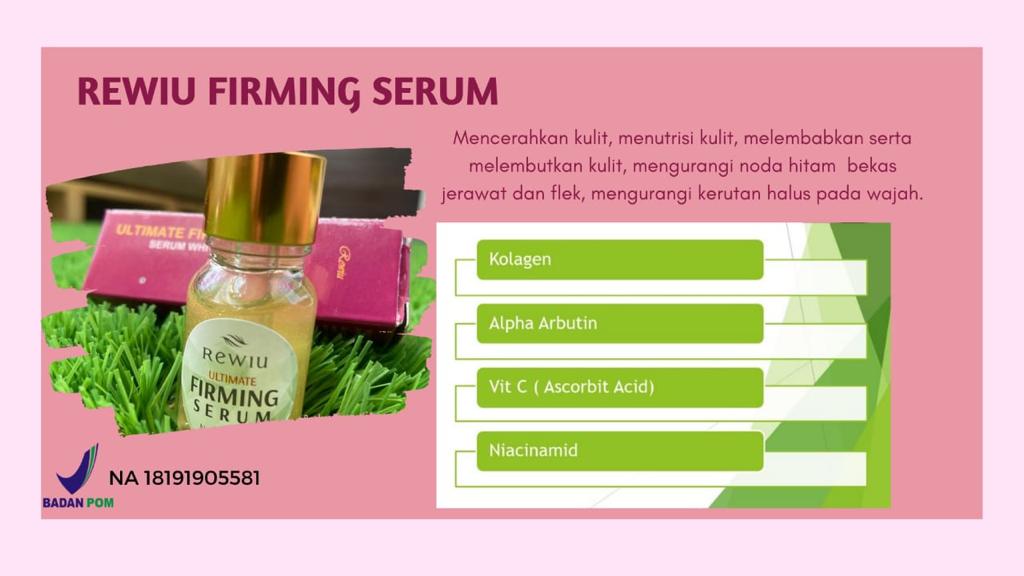 REWIU FIRMING SERUM
Mencerahkan kulit, menutrisi kulit, melembabkan serta
melembutkan kulit, mengurangi noda hitam bekas
jerawat dan flek, mengurangi kerutan halus pada wajah.
ULTIMATE
SERUM
Rewiu
Rewiu
ULTIMATE
FIRMING
SERUM
Kolagen
Alpha Arbutin
Vit C ( Ascorbit Acid)
Niacinamid
NA 18191905581
BADAN POM